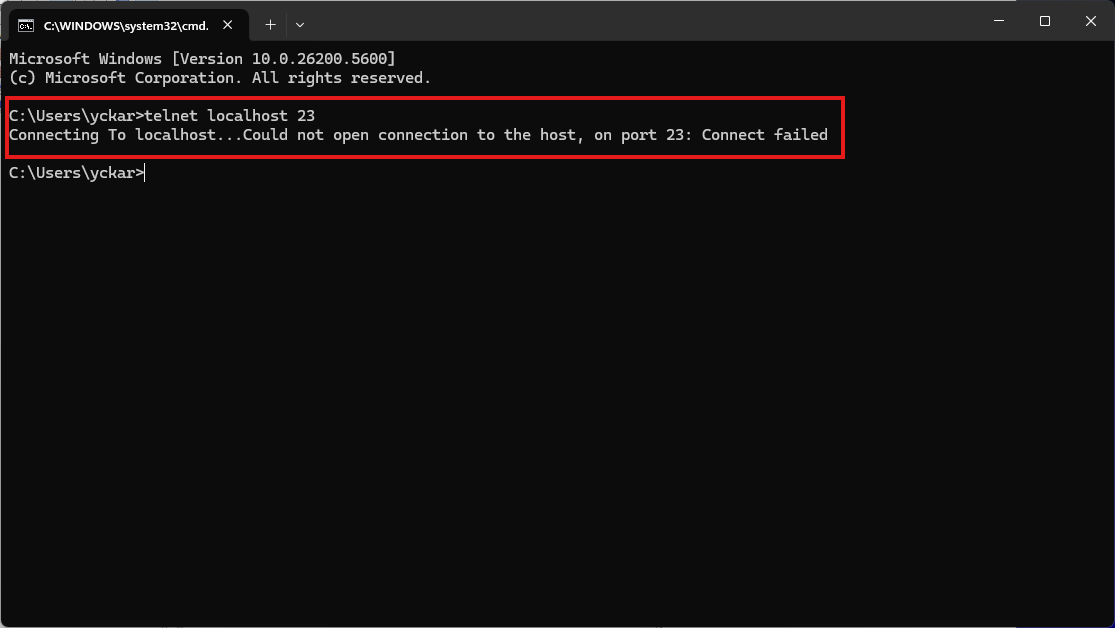 C:\WINDOWS\system32\cmd.
Microsoft Windows [Version 10.0.26200.5600]
(c) Microsoft Corporation. All rights reserved.
C:\Users\yckar>telnet localhost 23
Connecting To localhost...Could not open connection to the host, on port 23: Connect failed
C:\Users\yckar>